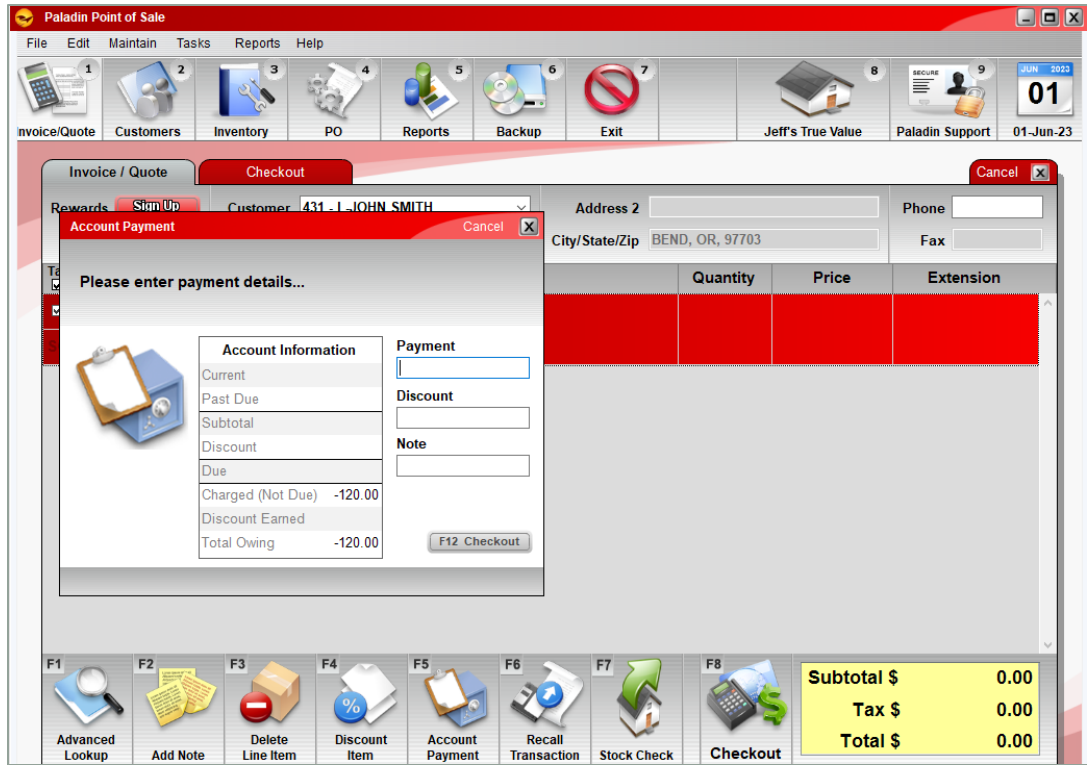 Paladin Point of Sale
File Edit Maintain Tasks Reports Help
1 2 3 4 5 6 7 8 9
SECURE
JUN 2023
01
nvoice/Quote Customers Inventory PO Reports Backup Exit Jeff's True Value Paladin Support 01-Jun-23
Invoice / Quote Checkout Cancel X
Rewards Sign Up Customer 431 - L-JOHN SMITH Address 2 Phone
City/State/Zip BEND, OR, 97703 Fax
Ta Quantity Price Extension
Account Payment Cancel X
Please enter payment details...
Account Information
Current
Past Due
Subtotal
Discount
Due
Charged (Not Due) -120.00
Discount Earned
Total Owing -120.00
Payment
Discount
Note
F12 Checkout
F1 Advanced Lookup
F2 Add Note
F3 Delete Line Item
F4 Discount Item
F5 Account Payment
F6 Recall Transaction
F7 Stock Check
F8 Checkout
Subtotal $ 0.00
Tax $ 0.00
Total $ 0.00